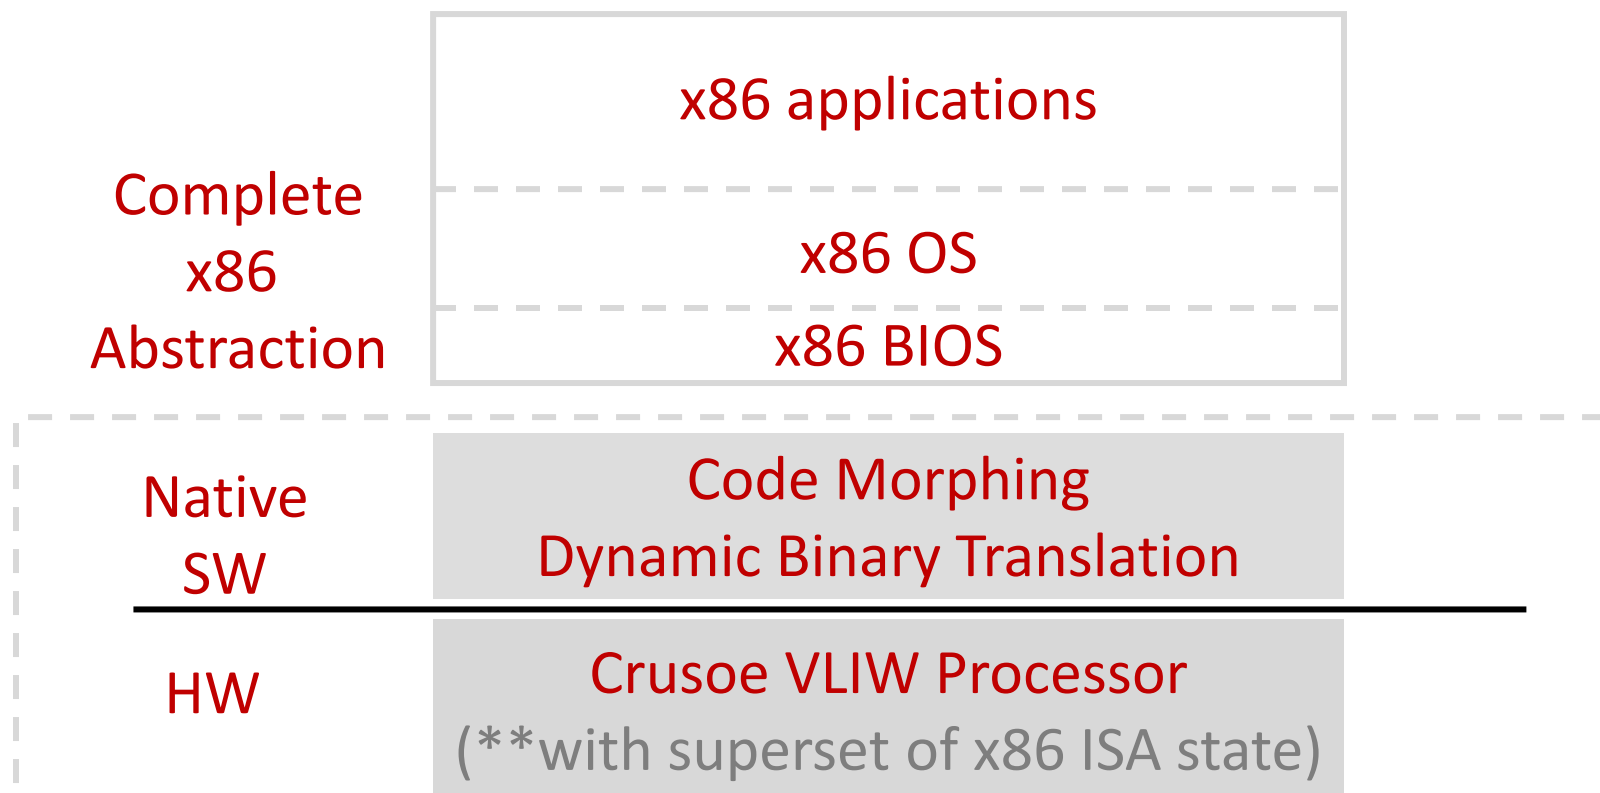 x86 applications
Complete
x86
Abstraction
x86 OS
x86 BIOS
Native
SW
Code Morphing
Dynamic Binary Translation
HW
Crusoe VLIW Processor
(**with superset of x86 ISA state)